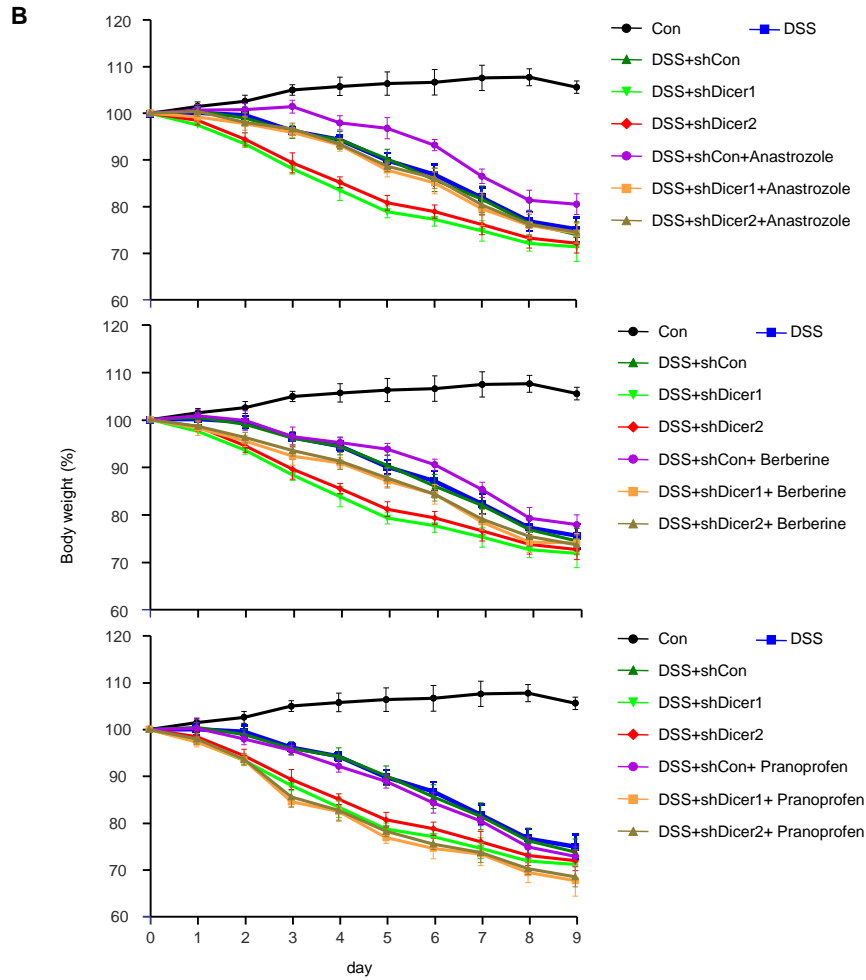 B
120
110
100
90
80
70
60
Con DSS
DSS+shCon
DSS+shDicer1
DSS+shDicer2
DSS+shCon+Anastrozole
DSS+shDicer1+Anastrozole
DSS+shDicer2+Anastrozole
Body weight (%)
120
110
100
90
80
70
60
Con DSS
DSS+shCon
DSS+shDicer1
DSS+shDicer2
DSS+shCon+ Berberine
DSS+shDicer1+ Berberine
DSS+shDicer2+ Berberine
120
110
100
90
80
70
60
0 1 2 3 4 5 6 7 8 9
day
Con DSS
DSS+shCon
DSS+shDicer1
DSS+shDicer2
DSS+shCon+ Pranoprofen
DSS+shDicer1+ Pranoprofen
DSS+shDicer2+ Pranoprofen